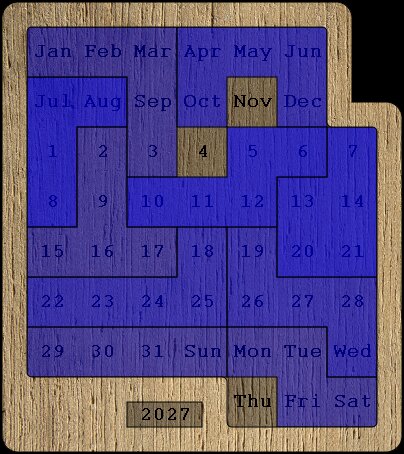 Jan Feb Mar Apr May Jun
Jul Aug Sep Oct Nov Dec
1 2 3 4 5 6 7
8 9 10 11 12 13 14
15 16 17 18 19 20 21
22 23 24 25 26 27 28
29 30 31 Sun Mon Tue Wed
Thu Fri Sat
2027